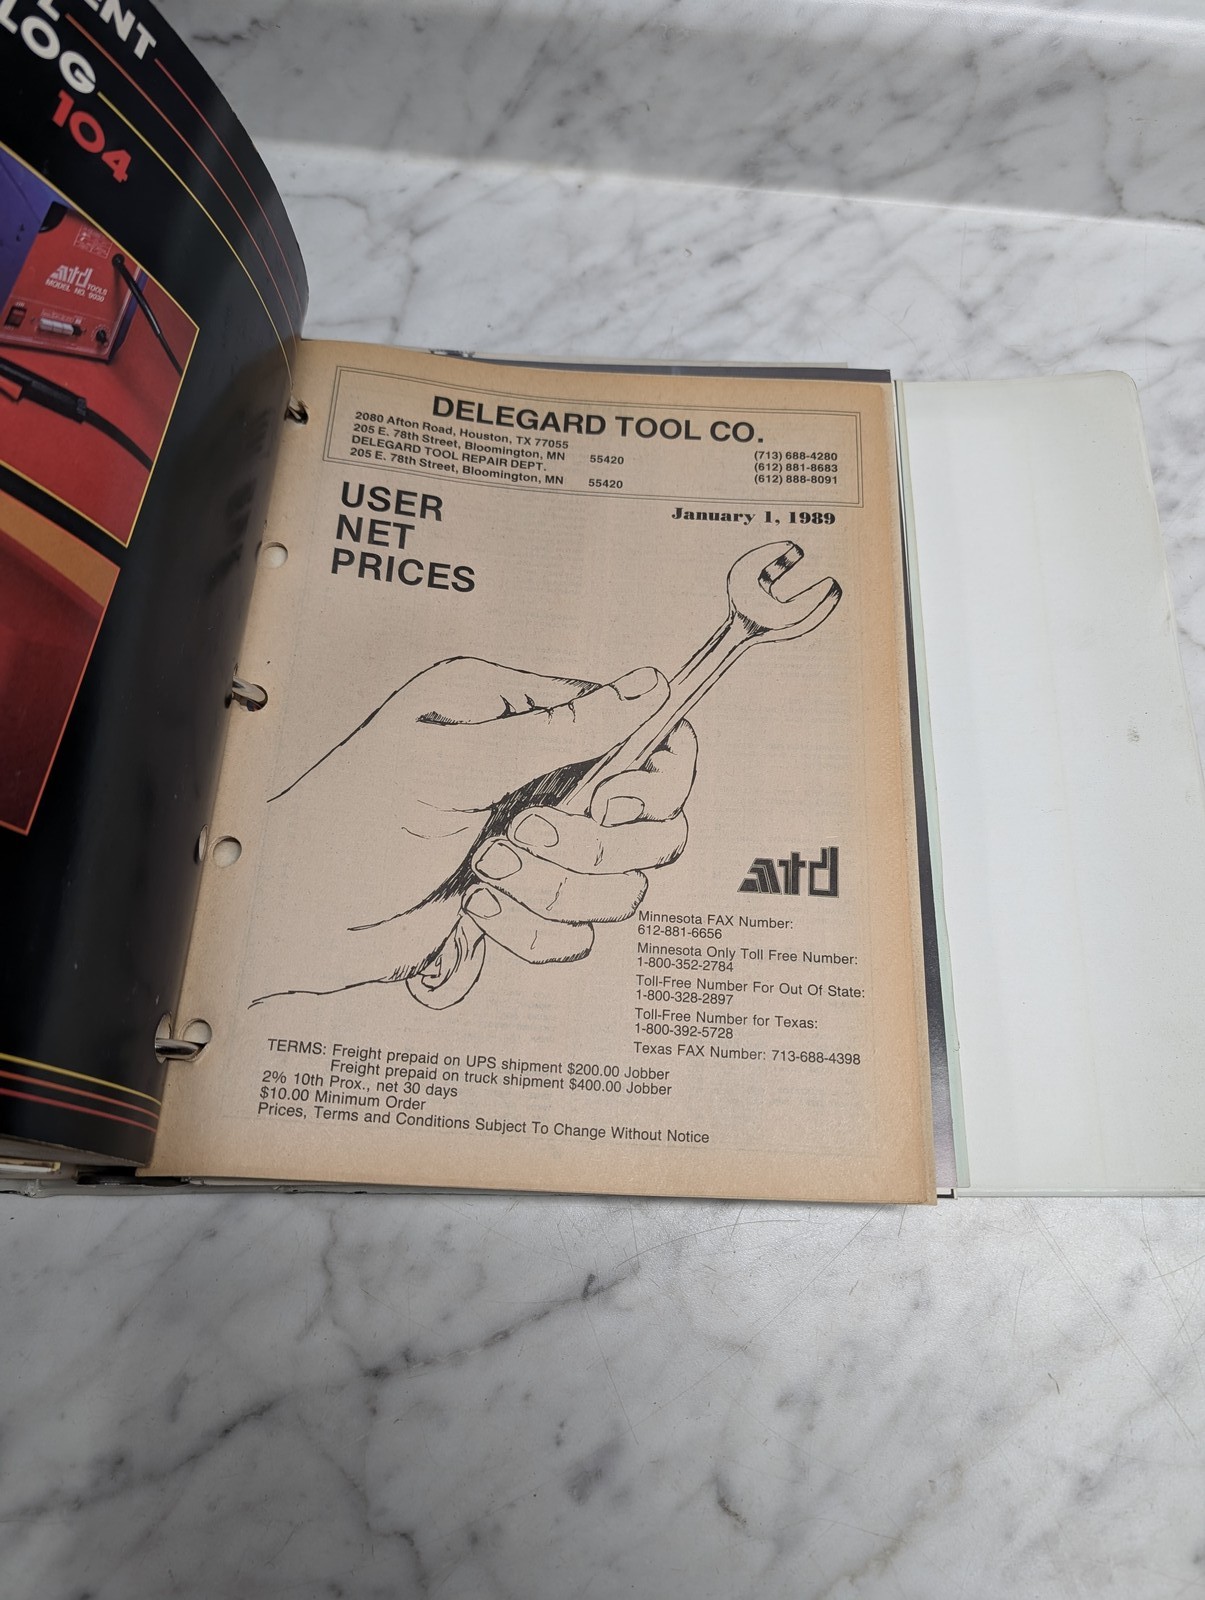 ENT
LOG
104
atd TOOLS
MODEL NO. 9030
DELEGARD TOOL CO.
2080 Afton Road, Houston, TX 77055 (713) 688-4280
205 E. 78th Street, Bloomington, MN 55420 (612) 881-8683
DELEGARD TOOL REPAIR DEPT. (612) 888-8091
205 E. 78th Street, Bloomington, MN 55420
January 1, 1989
USER
NET
PRICES
atd
Minnesota FAX Number:
612-881-6656
Minnesota Only Toll Free Number:
1-800-352-2784
Toll-Free Number For Out Of State:
1-800-328-2897
Toll-Free Number for Texas:
1-800-392-5728
Texas FAX Number: 713-688-4398
TERMS: Freight prepaid on UPS shipment $200.00 Jobber
Freight prepaid on truck shipment $400.00 Jobber
2% 10th Prox., net 30 days
$10.00 Minimum Order
Prices, Terms and Conditions Subject To Change Without Notice